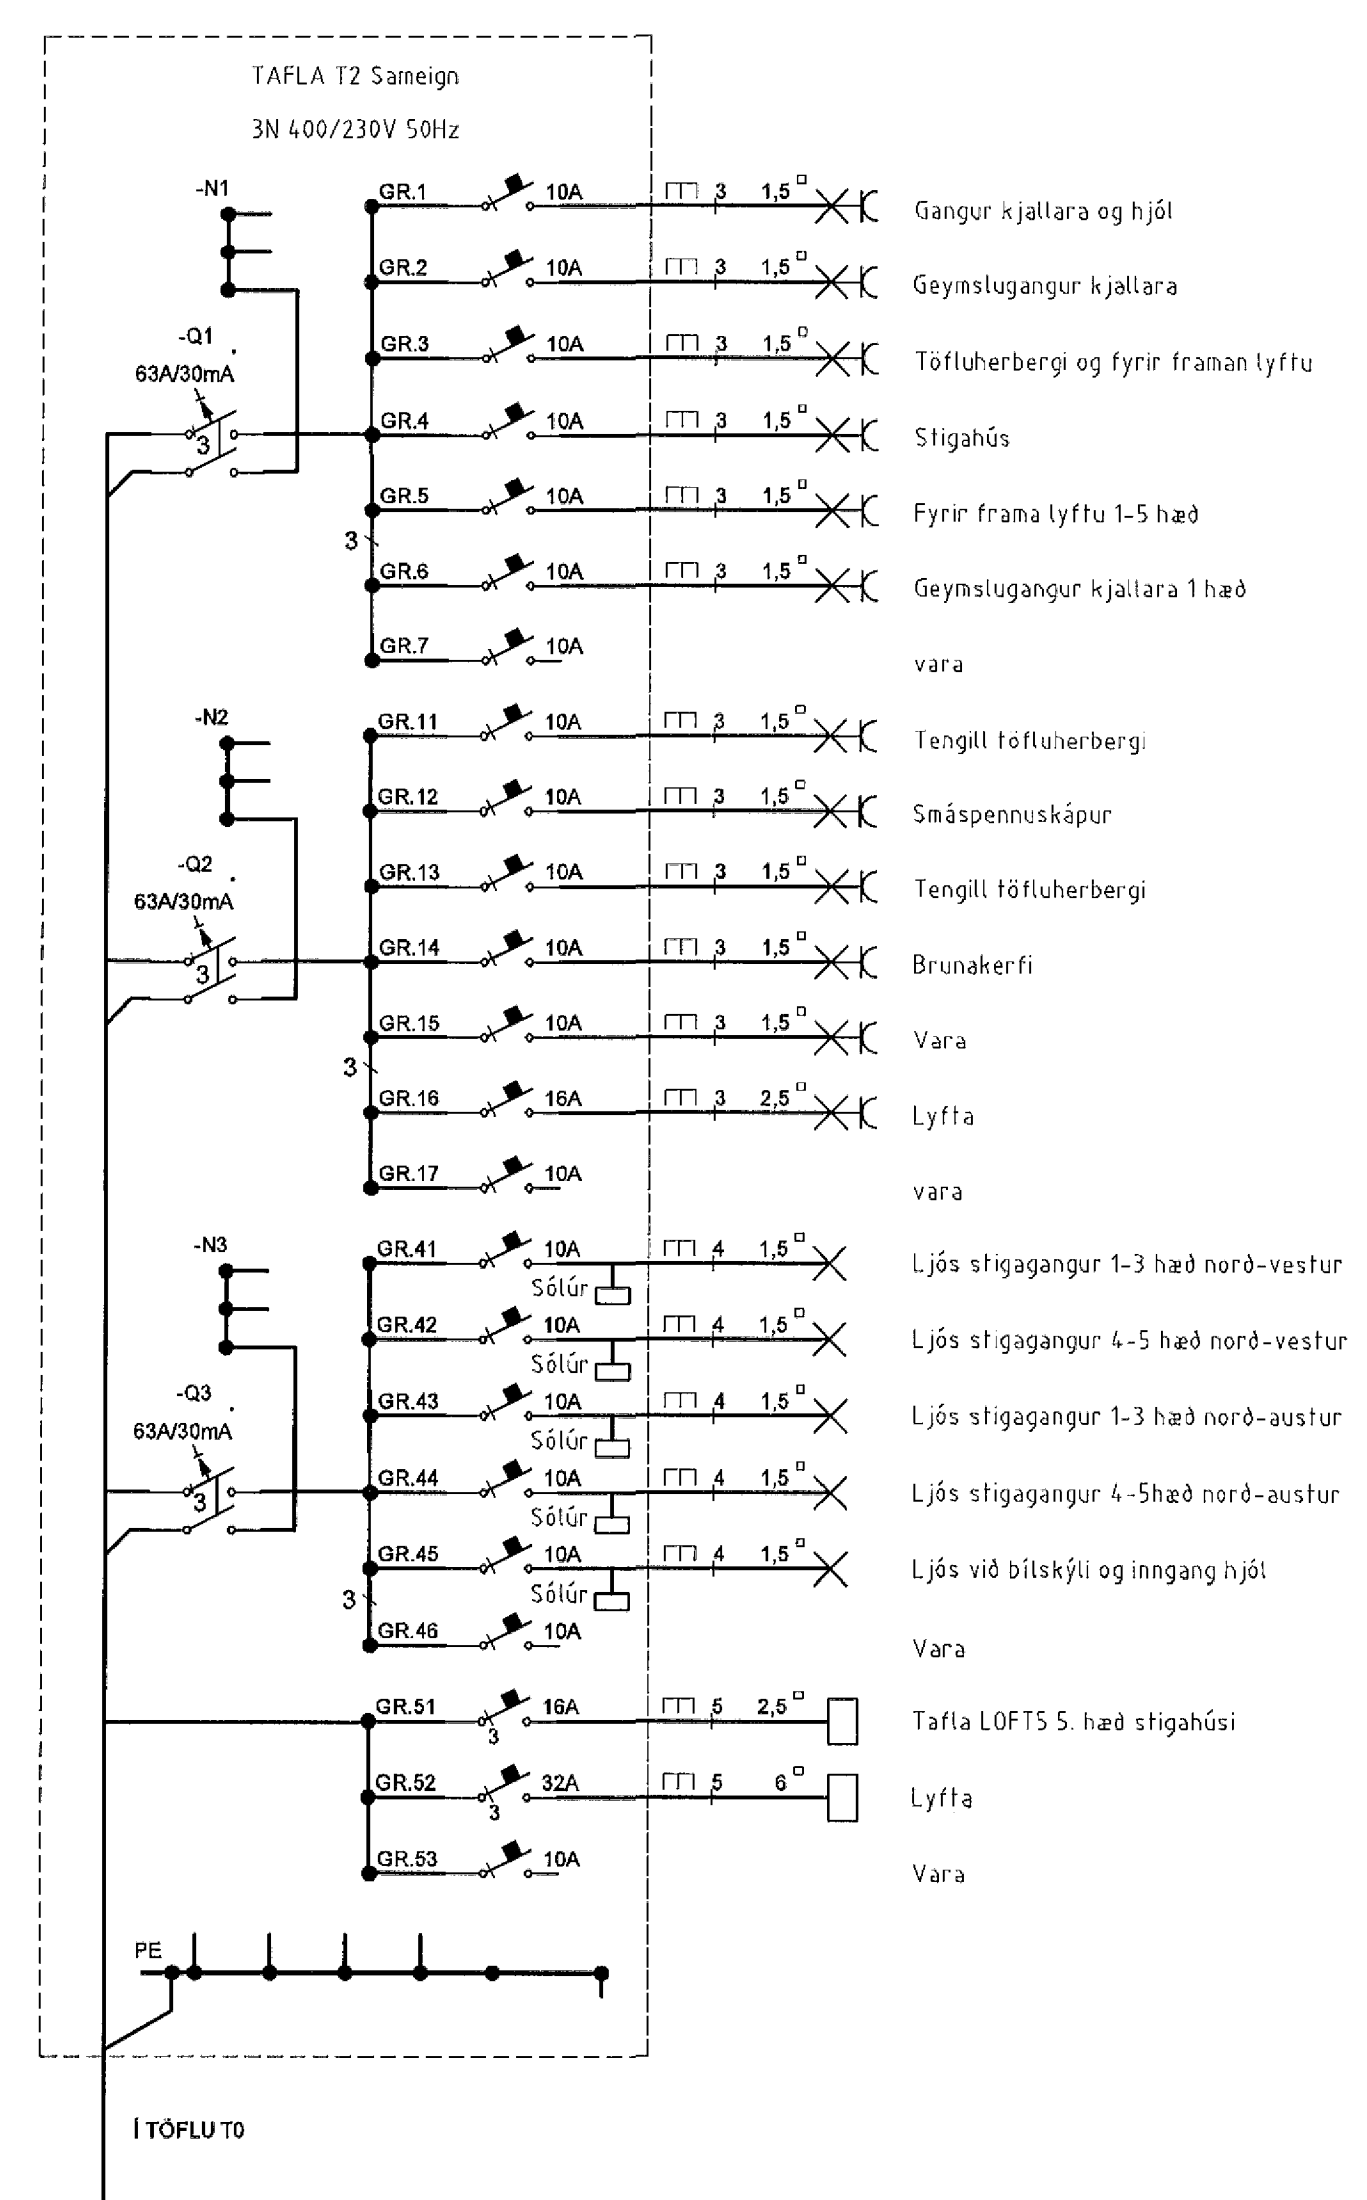 TAFLA T2 Sameign
3N 400/230V 50Hz
-N1
GR.1 10A 3 1,5 Gangur kjallara og hjól
GR.2 10A 3 1,5 Geymslugangur kjallara
-Q1
63A/30mA
GR.3 10A 3 1,5 Töfluherbergi og fyrir framan lyftu
3
GR.4 10A 3 1,5 Stigahús
GR.5 10A 3 1,5 Fyrir frama lyftu 1-5 hæð
3
GR.6 10A 3 1,5 Geymslugangur kjallara 1 hæð
GR.7 10A vara
-N2
GR.11 10A 3 1,5 Tengill töfluherbergi
GR.12 10A 3 1,5 Smáspennuskápur
-Q2
63A/30mA
GR.13 10A 3 1,5 Tengill töfluherbergi
3
GR.14 10A 3 1,5 Brunakerfi
GR.15 10A 3 1,5 Vara
3
GR.16 16A 3 2,5 Lyfta
GR.17 10A vara
-N3
GR.41 10A 4 1,5 Ljós stigagangur 1-3 hæð norð-vestur
Sólúr
GR.42 10A 4 1,5 Ljós stigagangur 4-5 hæð norð-vestur
Sólúr
-Q3
63A/30mA
GR.43 10A 4 1,5 Ljós stigagangur 1-3 hæð norð-austur
Sólúr
3
GR.44 10A 4 1,5 Ljós stigagangur 4-5hæð norð-austur
Sólúr
GR.45 10A 4 1,5 Ljós við bílskýli og inngang hjól
Sólúr
3
GR.46 10A Vara
GR.51 3 16A 5 2,5 Tafla LOFT5 5. hæð stigahúsi
GR.52 3 32A 5 6 Lyfta
GR.53 10A Vara
PE
Í TÖFLU T0